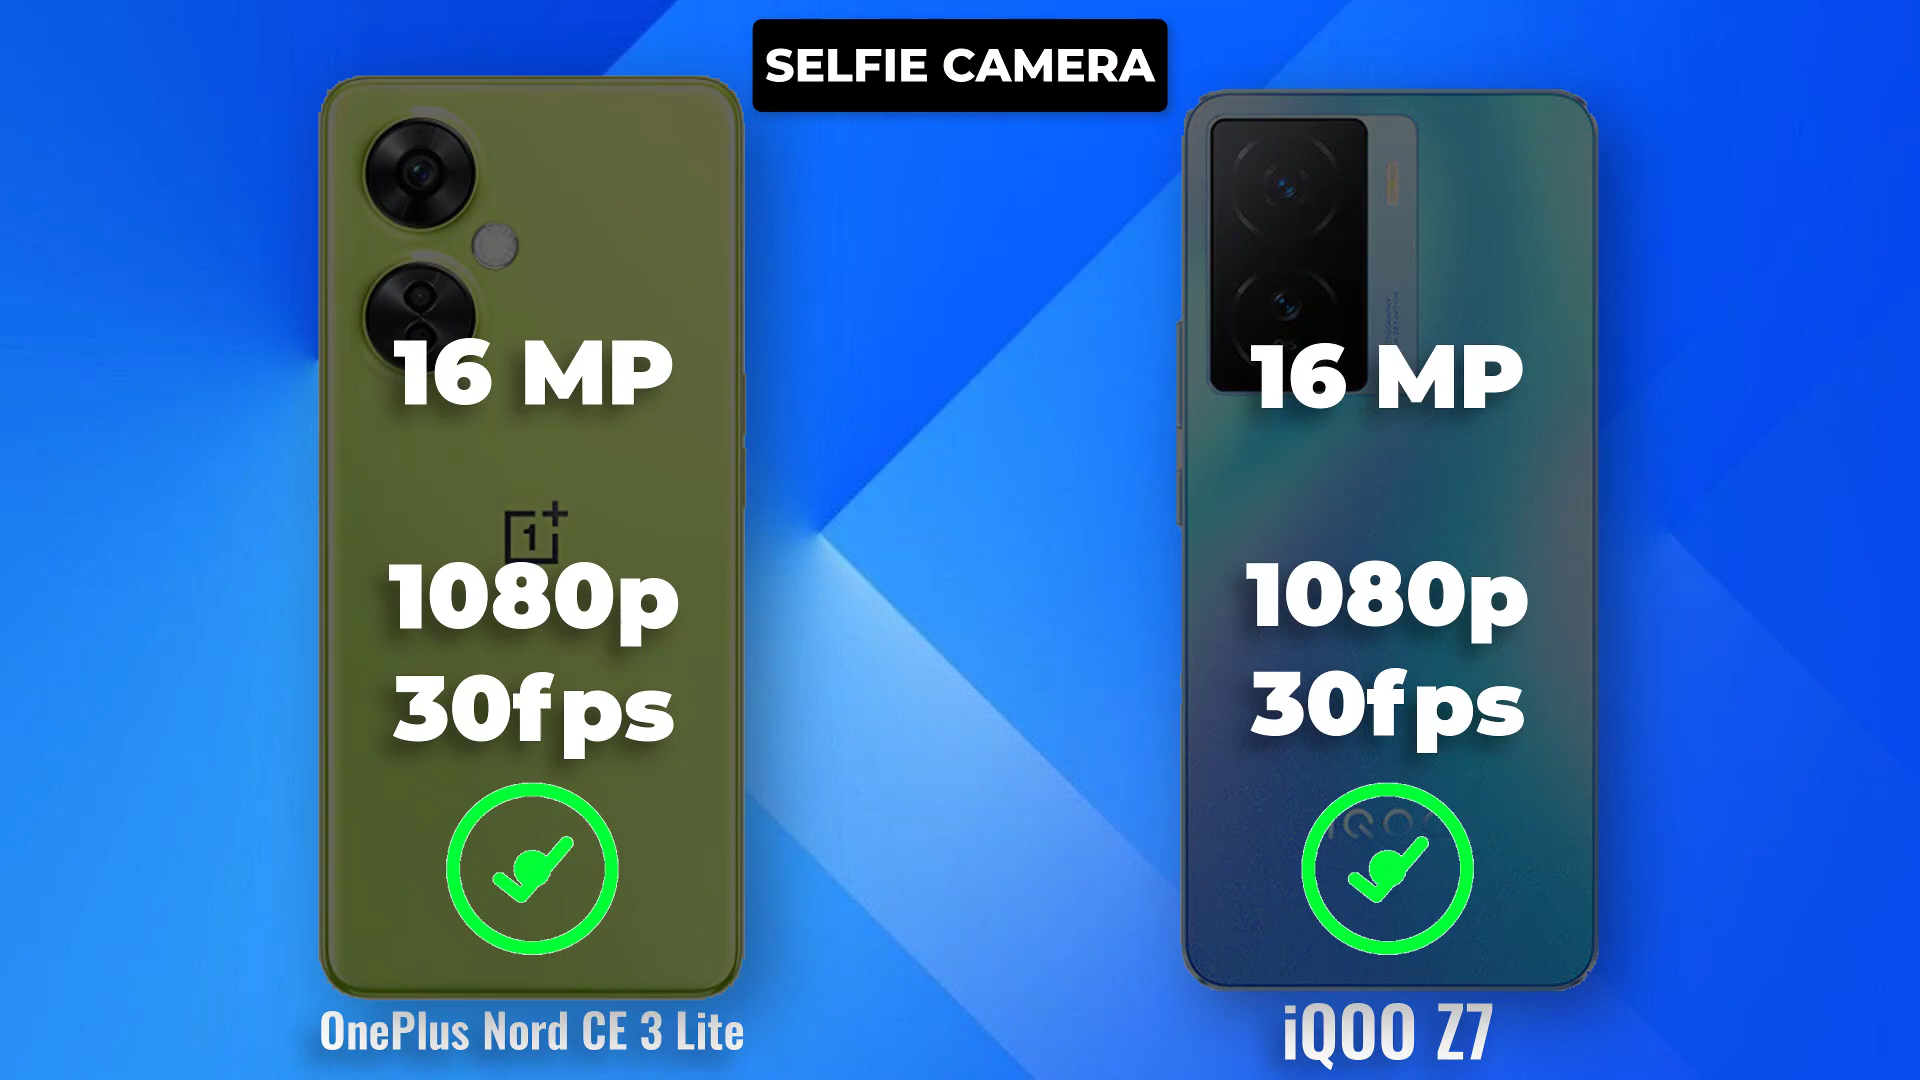 SELFIE CAMERA
16 MP
1080p
30fps
OnePlus Nord CE 3 Lite
16 MP
1080p
30fps
iQOO Z7